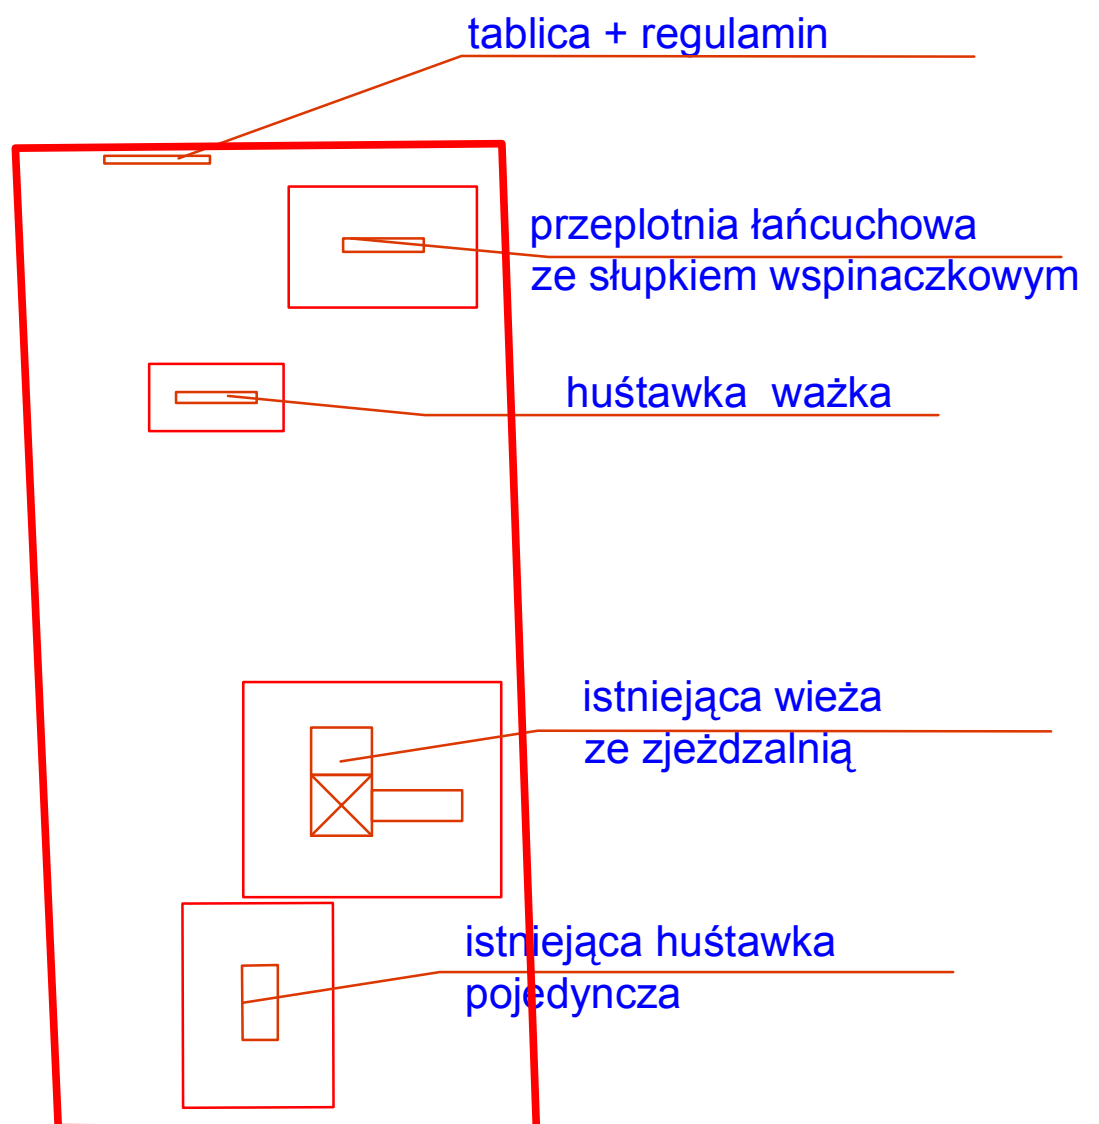 tablica + regulamin
przeplotnia łańcuchowa
ze słupkiem wspinaczkowym
huśtawka ważka
istniejąca wieża
ze zjeżdzalnią
istniejąca huśtawka
pojedyncza